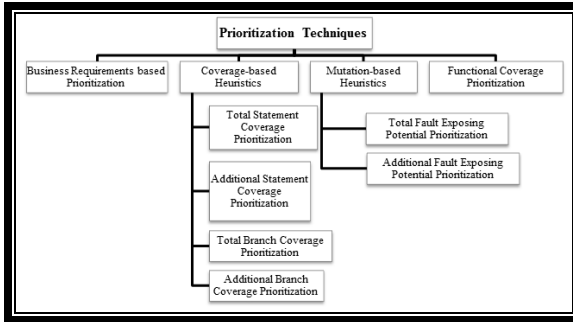 Prioritization Techniques
Business Requirements based
Prioritization
Coverage-based
Heuristics
Mutation-based
Heuristics
Functional Coverage
Prioritization
Total Statement
Coverage
Prioritization
Additional Statement
Coverage
Prioritization
Total Branch Coverage
Prioritization
Additional Branch
Coverage Prioritization
Total Fault Exposing
Potential Prioritization
Additional Fault Exposing
Potential Prioritization